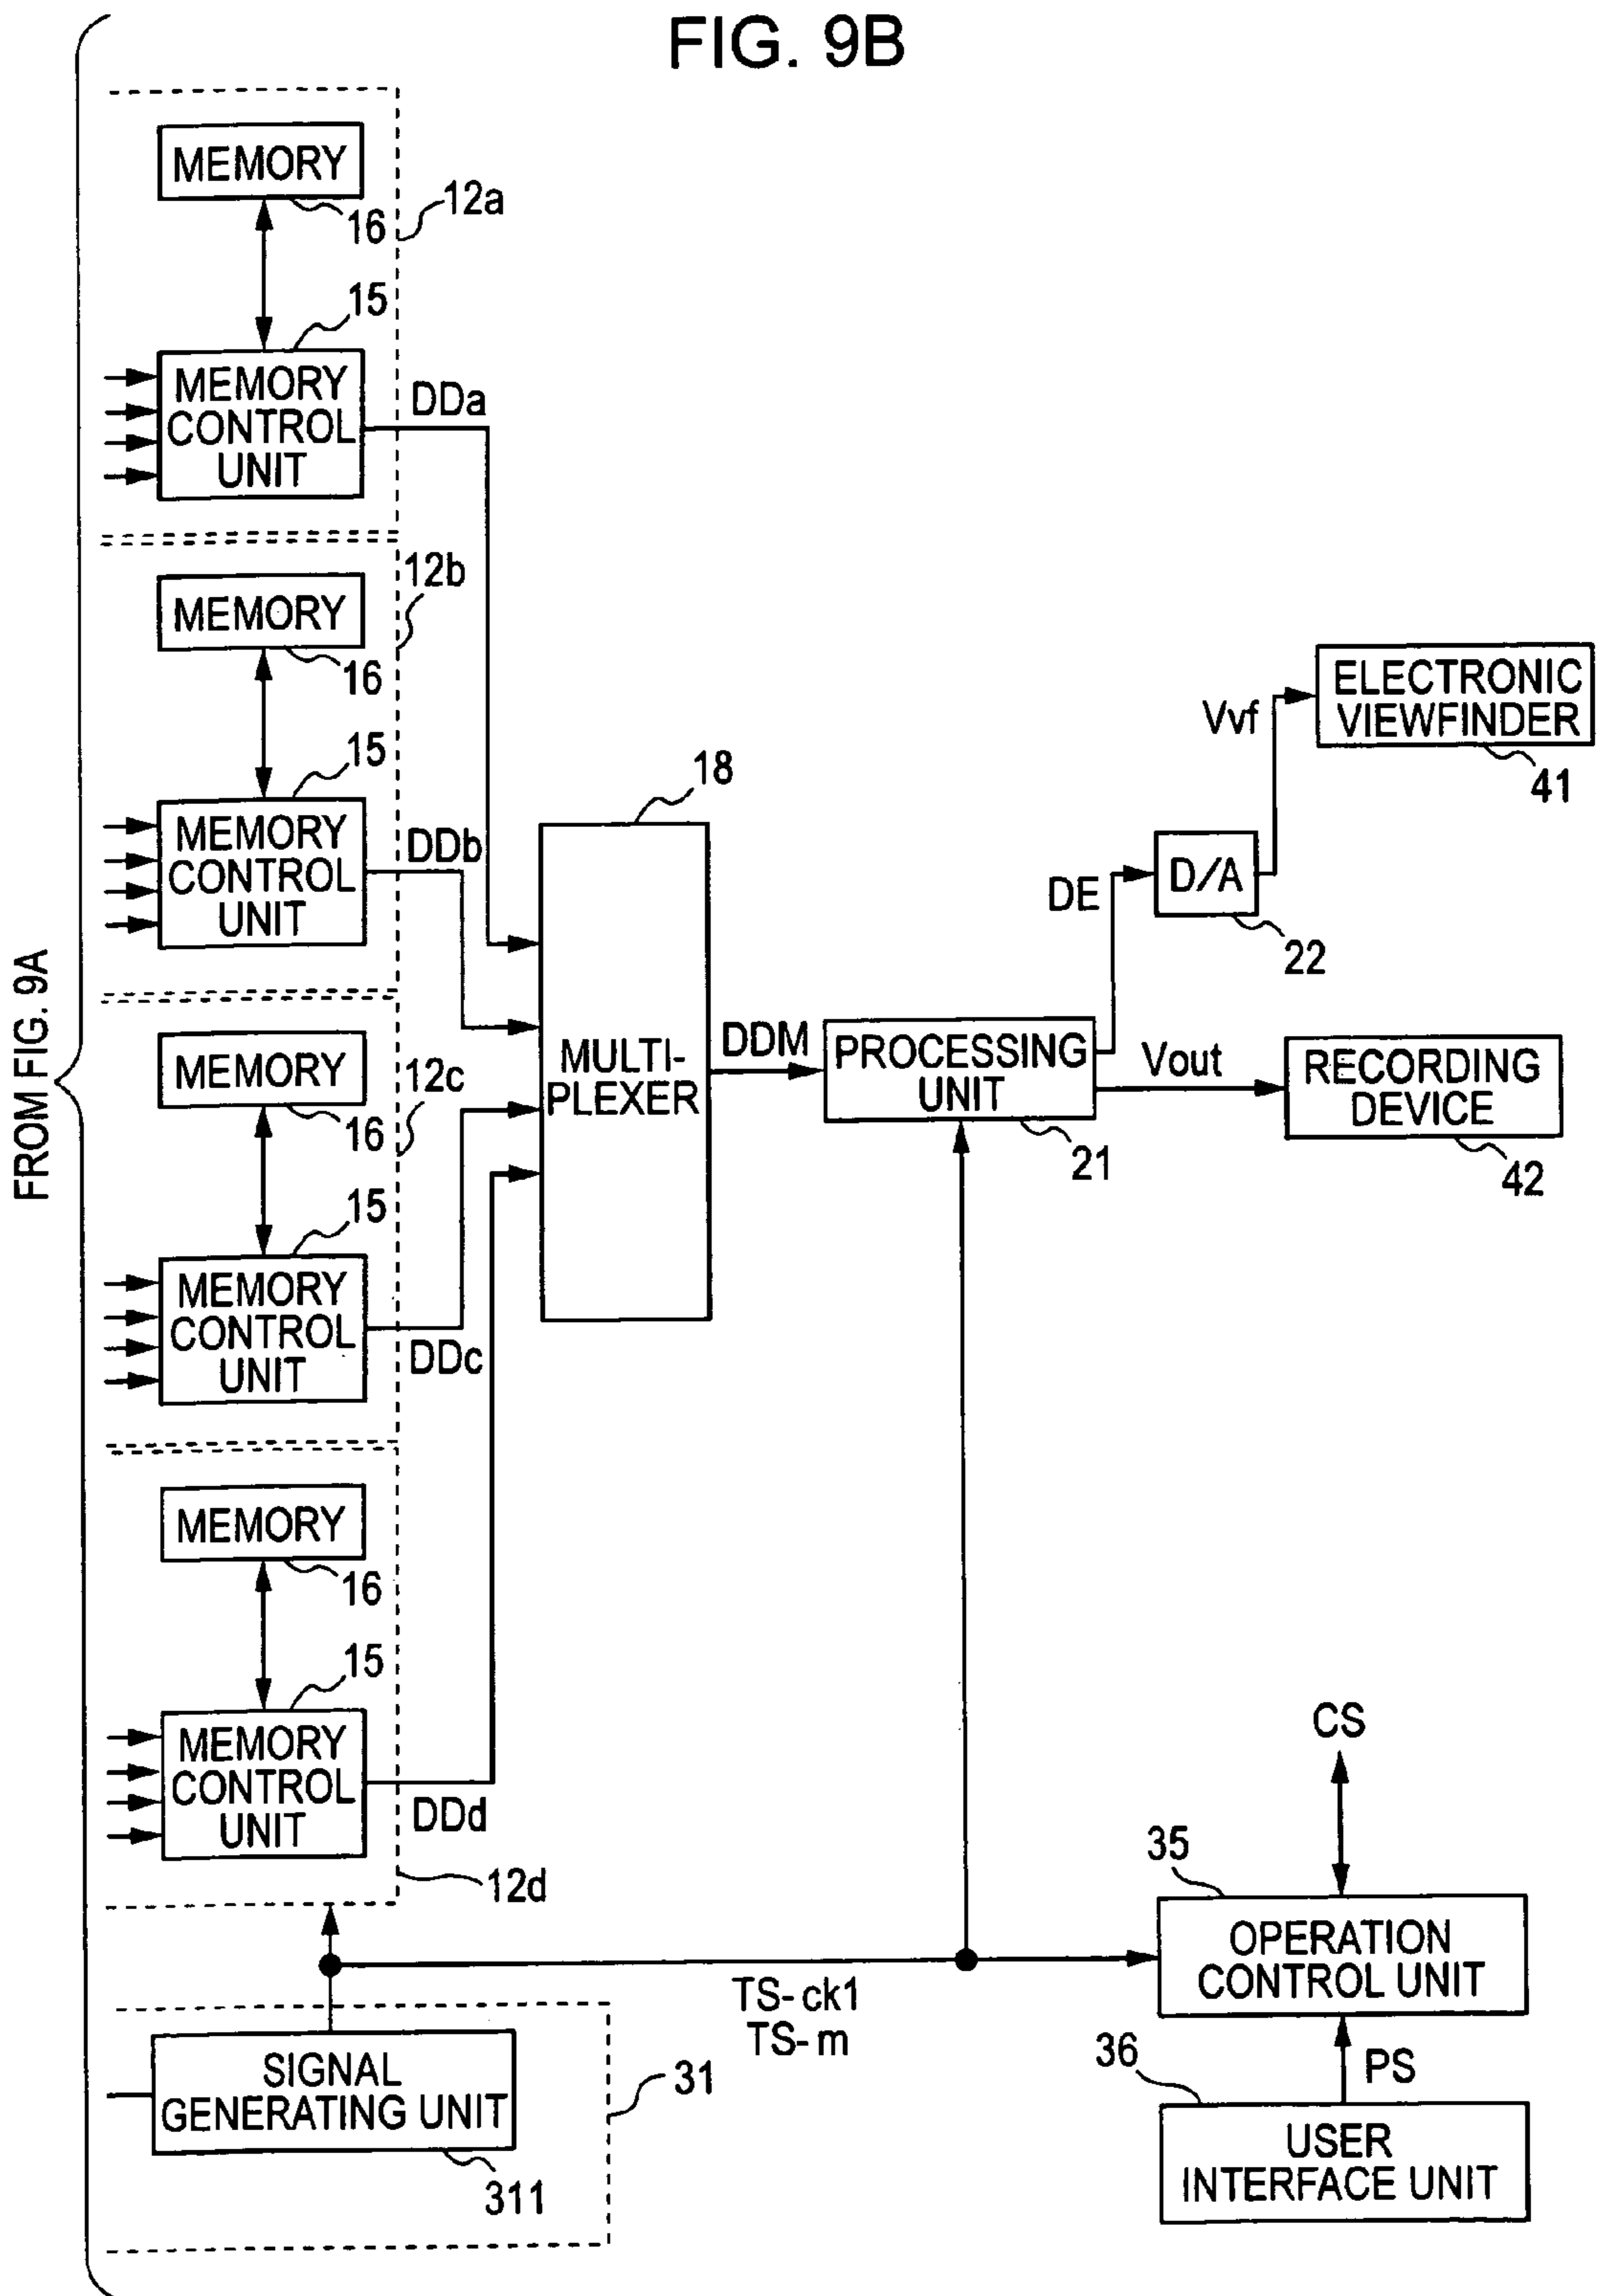 FIG. 9B
FROM FIG. 9A
MEMORY
16
12a
15
MEMORY
CONTROL
UNIT
DDa
12b
MEMORY
16
15
MEMORY
CONTROL
UNIT
DDb
MEMORY
16
12c
15
MEMORY
CONTROL
UNIT
DDc
MEMORY
16
15
MEMORY
CONTROL
UNIT
DDd
12d
18
MULTI-
PLEXER
DDM
PROCESSING
UNIT
21
DE
D/A
22
Vvf
ELECTRONIC
VIEWFINDER
41
Vout
RECORDING
DEVICE
42
CS
35
OPERATION
CONTROL UNIT
TS-ck1
TS-m
PS
36
USER
INTERFACE UNIT
SIGNAL
GENERATING UNIT
311
31